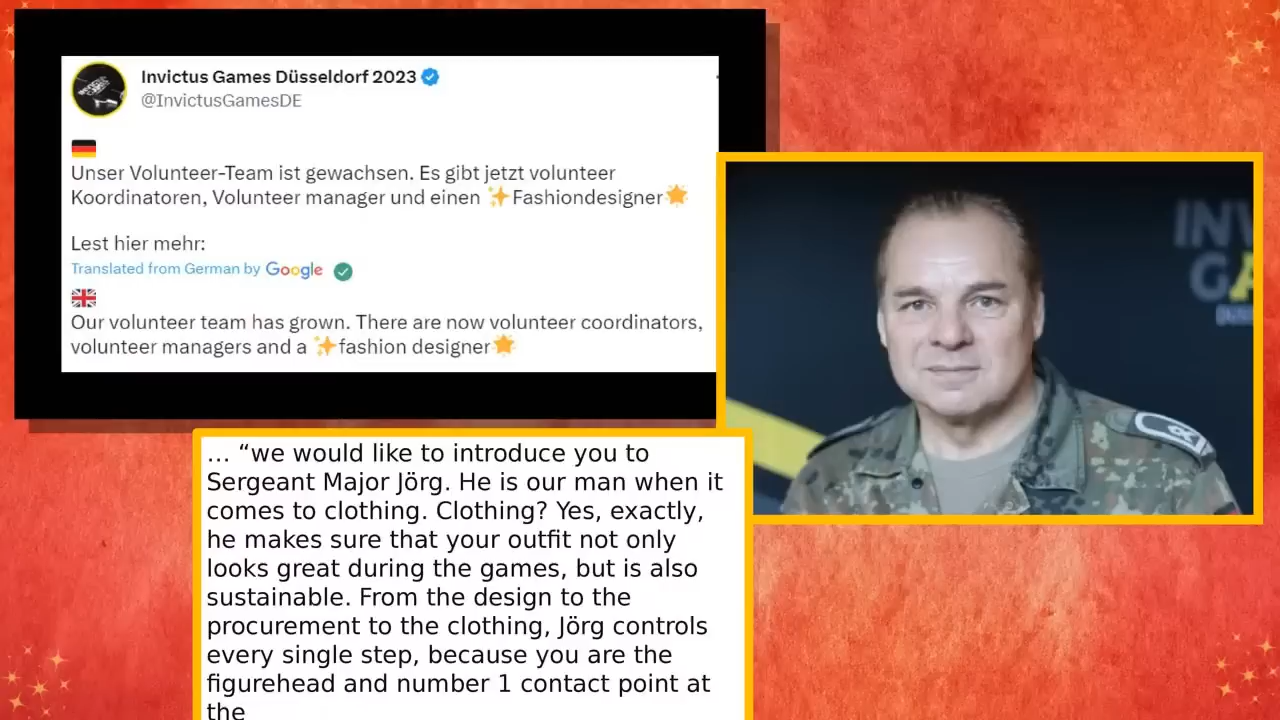 Invictus Games Düsseldorf 2023
@InvictusGamesDE
Unser Volunteer-Team ist gewachsen. Es gibt jetzt volunteer
Koordinatoren, Volunteer manager und einen ✨Fashiondesigner🌟
Lest hier mehr:
Translated from German by Google
Our volunteer team has grown. There are now volunteer coordinators,
volunteer managers and a ✨fashion designer🌟
... “we would like to introduce you to
Sergeant Major Jörg. He is our man when it
comes to clothing. Clothing? Yes, exactly,
he makes sure that your outfit not only
looks great during the games, but is also
sustainable. From the design to the
procurement to the clothing, Jörg controls
every single step, because you are the
figurehead and number 1 contact point at
the